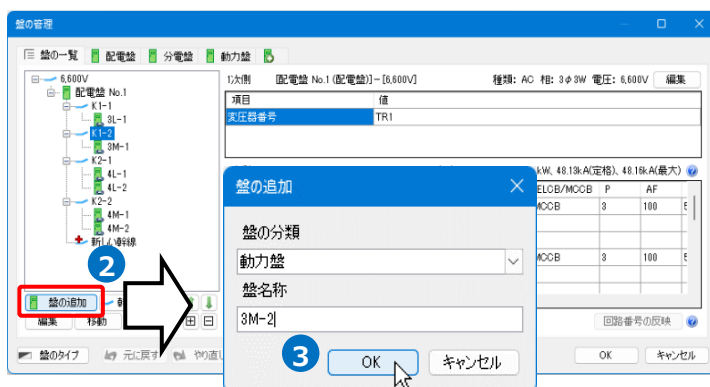 盤の管理
盤の一覧 配電盤 分電盤 動力盤
6,600V
配電盤 No.1
K1-1
3L-1
K1-2
3M-1
K2-1
4L-1
4L-2
K2-2
4M-1
4M-2
新しい幹線
1次側 [配電盤 No.1 (配電盤)]-[6,600V] 種類: AC 相: 3φ3W 電圧: 6,600V 編集
項目 値
変圧器番号 TR1
kW、48.13kA(定格)、48.16kA(最大)
ELCB/MCCB P AF
MCCB 3 100
MCCB 3 100
2
盤の追加
編集 移動
盤の追加
盤の分類
動力盤
盤名称
3M-2
3
OK キャンセル
回路番号の反映
盤のタイプ 元に戻す やり直し
OK キャンセル